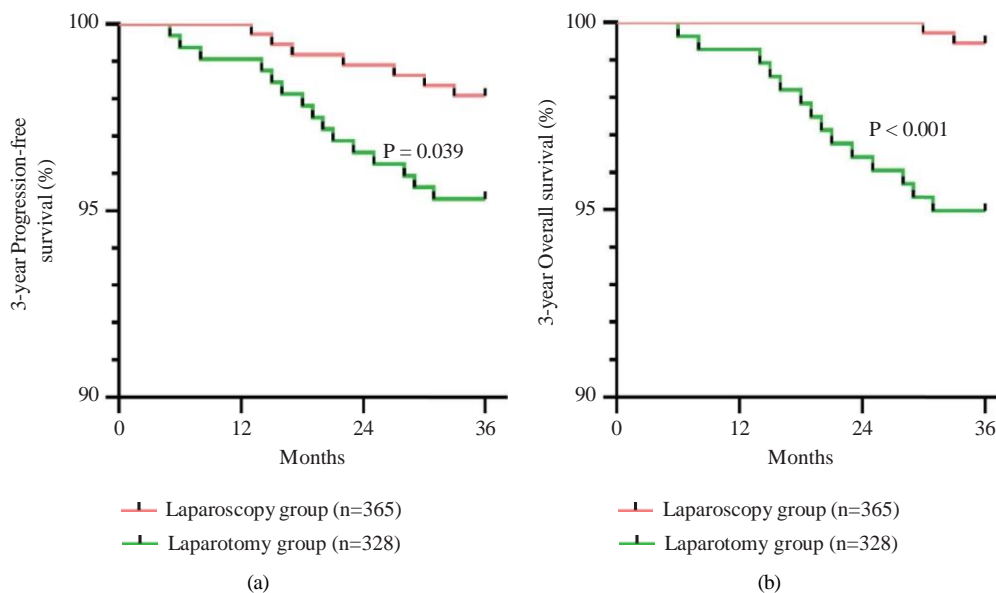 100
95
90
3-year Progression-free
survival (%)
P = 0.039
0
12
24
36
Months
Laparoscopy group (n=365)
Laparotomy group (n=328)
(a)
100
95
90
3-year Overall survival (%)
P < 0.001
0
12
24
36
Months
Laparoscopy group (n=365)
Laparotomy group (n=328)
(b)